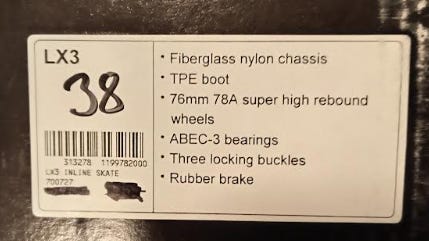 LX3
38
313278 1199782000
LX3 INLINE SKATE
700727
• Fiberglass nylon chassis
• TPE boot
• 76mm 78A super high rebound
wheels
• ABEC-3 bearings
• Three locking buckles
• Rubber brake